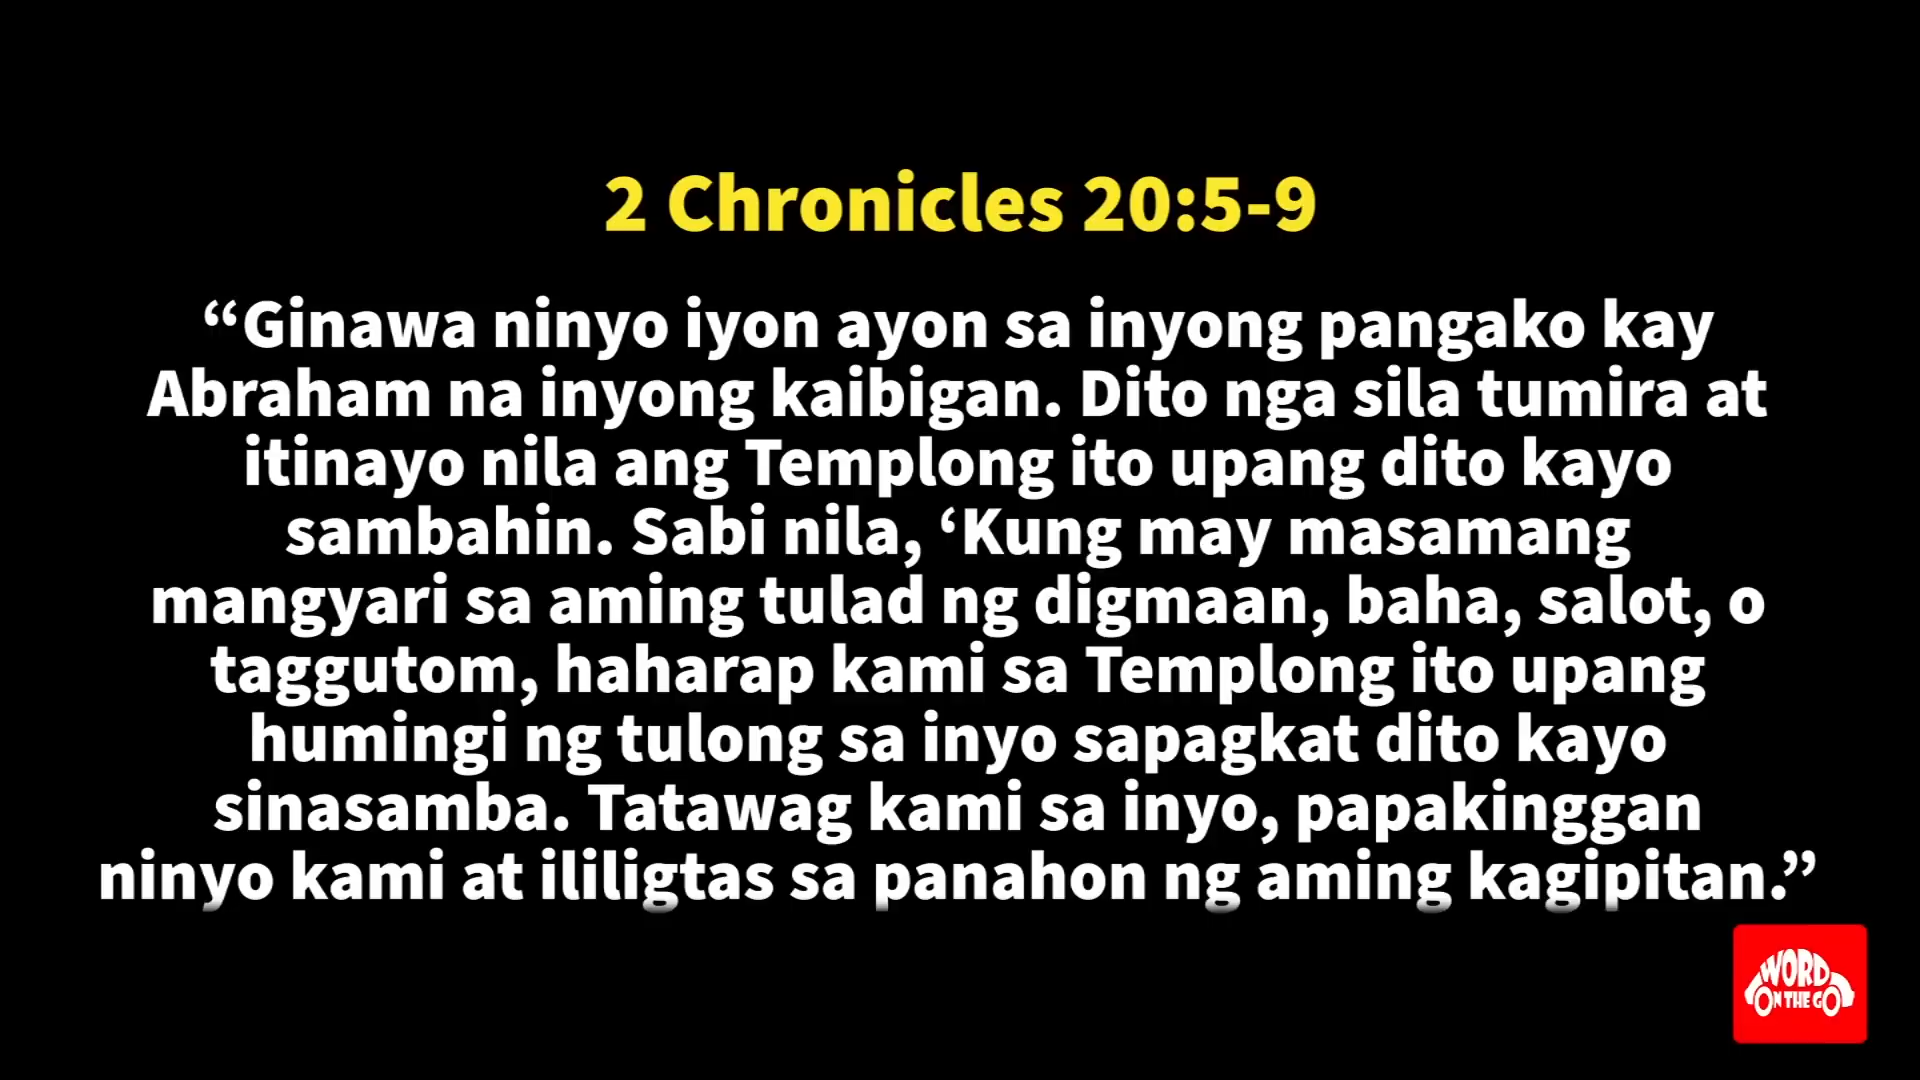 2 Chronicles 20:5-9
“Ginawa ninyo iyon ayon sa inyong pangako kay
Abraham na inyong kaibigan. Dito nga sila tumira at
itinayo nila ang Templong ito upang dito kayo
sambahin. Sabi nila, ‘Kung may masamang
mangyari sa aming tulad ng digmaan, baha, salot, o
taggutom, haharap kami sa Templong ito upang
humingi ng tulong sa inyo sapagkat dito kayo
sinasamba. Tatawag kami sa inyo, papakinggan
ninyo kami at ililigtas sa panahon ng aming kagipitan.”
WORD
ON THE GO